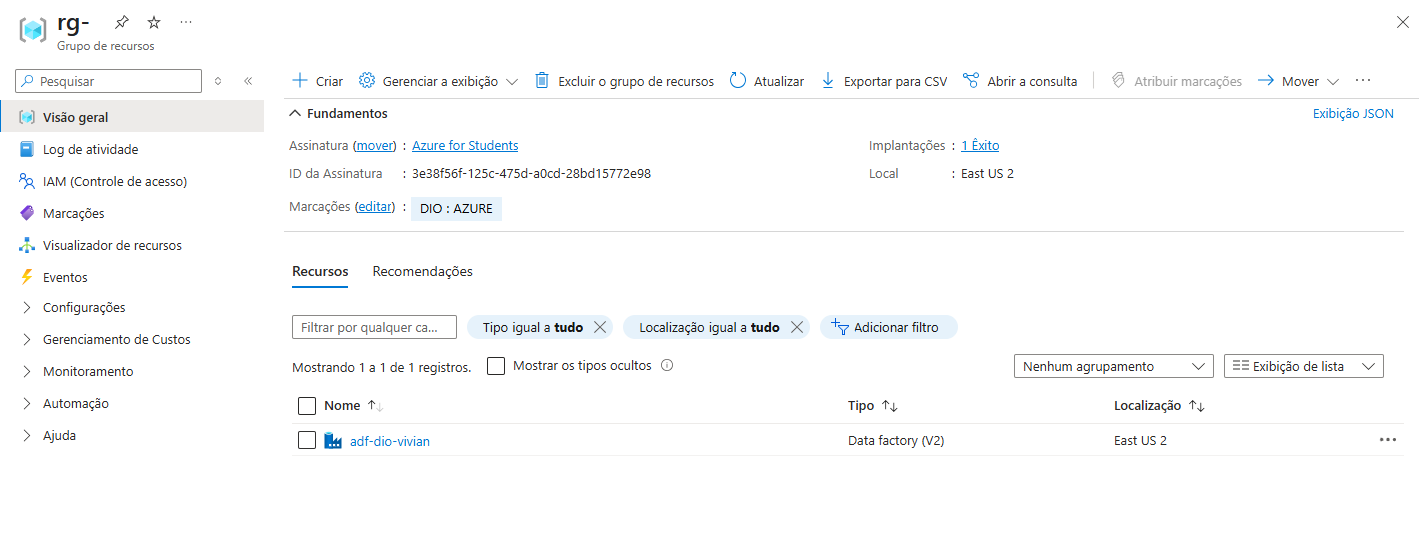 rg-
Grupo de recursos
Pesquisar
Criar Gerenciar a exibição Excluir o grupo de recursos Atualizar Exportar para CSV Abrir a consulta Atribuir marcações Mover
Visão geral
Log de atividade
IAM (Controle de acesso)
Marcações
Visualizador de recursos
Eventos
Configurações
Gerenciamento de Custos
Monitoramento
Automação
Ajuda
Fundamentos Exibição JSON
Assinatura (mover) : Azure for Students Implantações : 1 Êxito
ID da Assinatura : 3e38f56f-125c-475d-a0cd-28bd15772e98 Local : East US 2
Marcações (editar) : DIO : AZURE
Recursos Recomendações
Filtrar por qualquer ca... Tipo igual a tudo Localização igual a tudo Adicionar filtro
Mostrando 1 a 1 de 1 registros. Mostrar os tipos ocultos Nenhum agrupamento Exibição de lista
Nome Tipo Localização
adf-dio-vivian Data factory (V2) East US 2